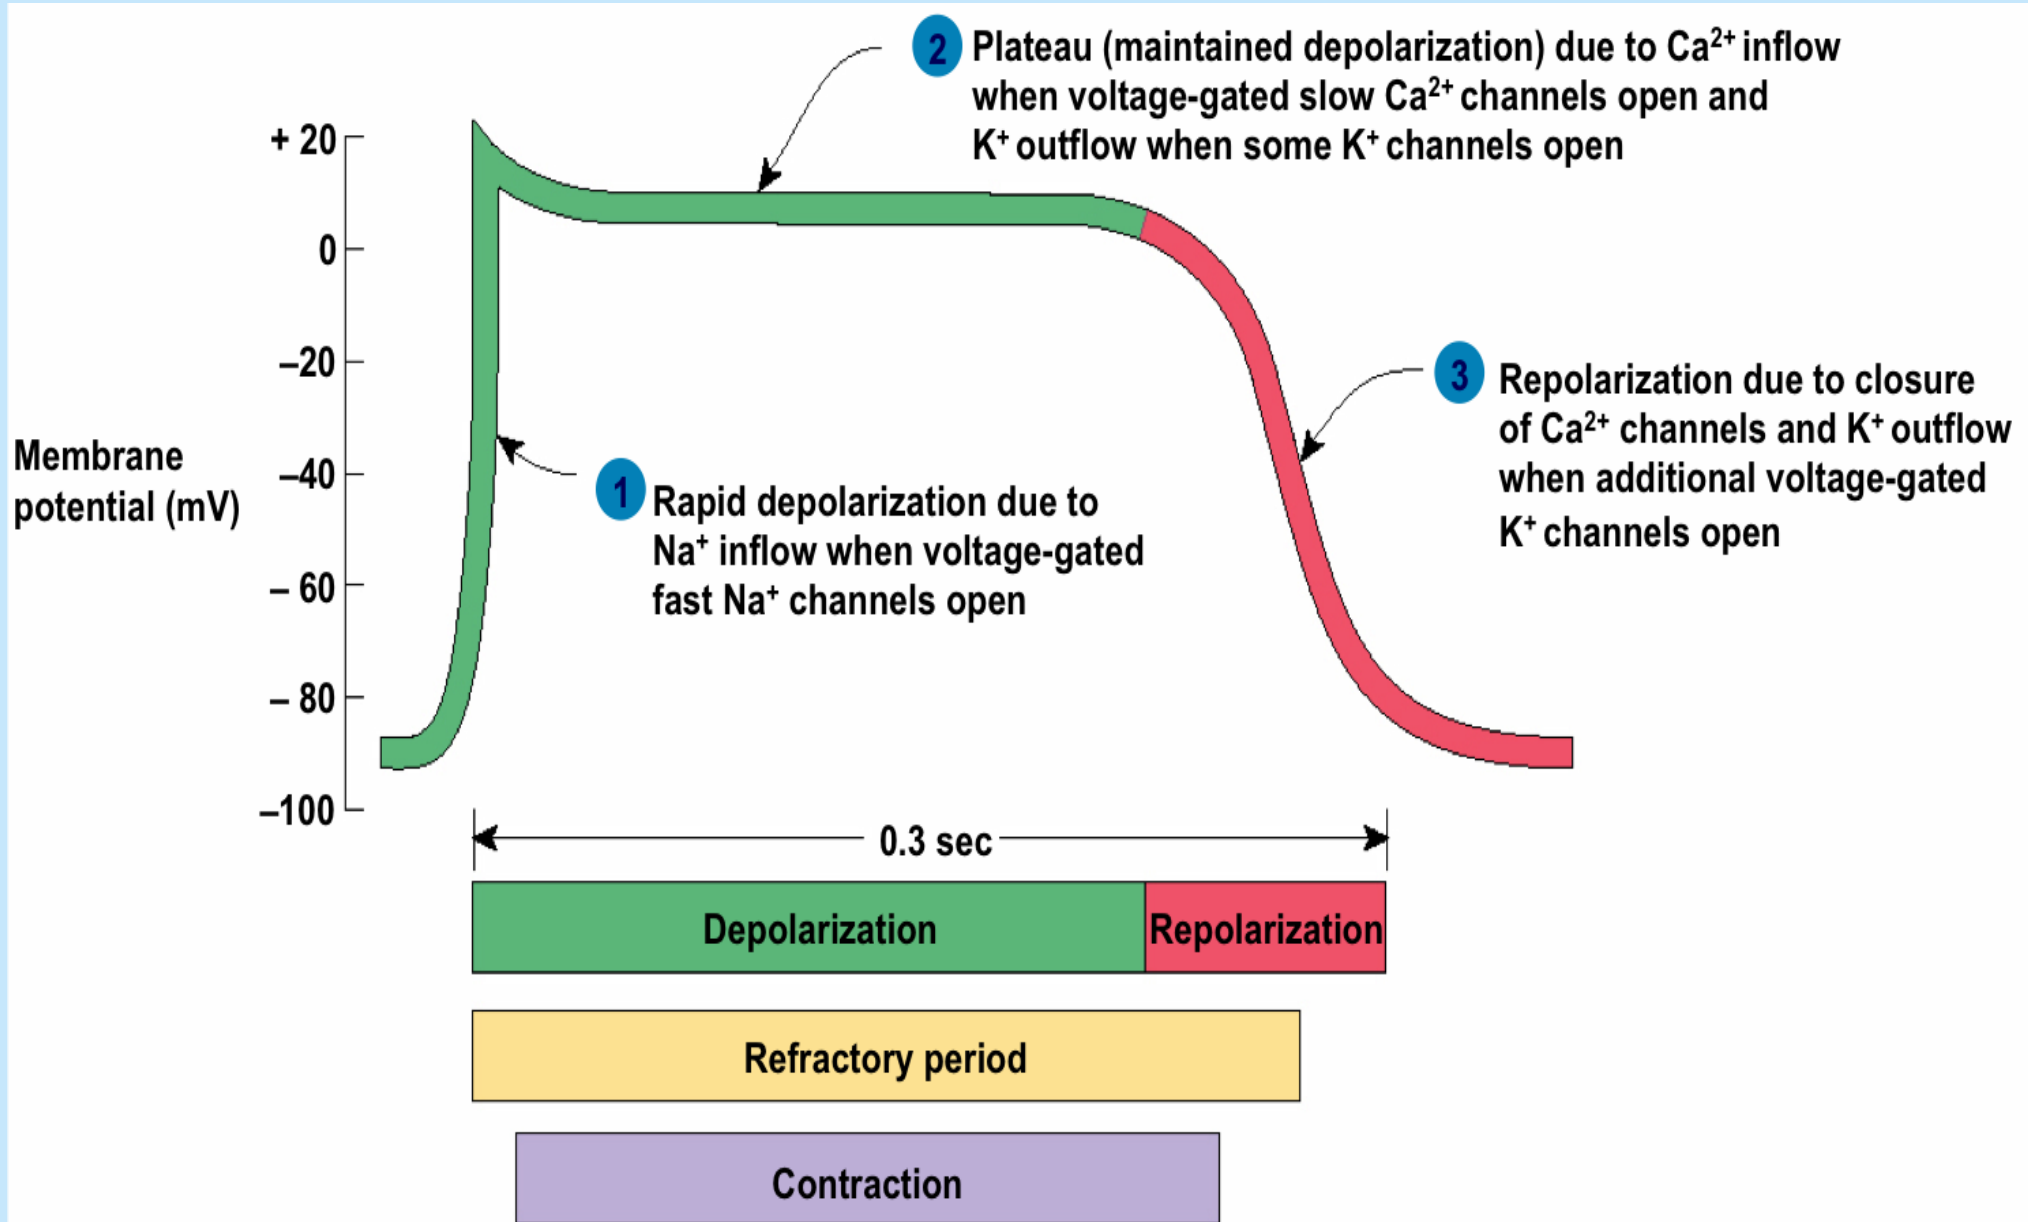 2 Plateau (maintained depolarization) due to Ca²⁺ inflow
when voltage-gated slow Ca²⁺ channels open and
K⁺ outflow when some K⁺ channels open
+ 20
0
–20
–40
– 60
– 80
–100
Membrane
potential (mV)
1 Rapid depolarization due to
Na⁺ inflow when voltage-gated
fast Na⁺ channels open
3 Repolarization due to closure
of Ca²⁺ channels and K⁺ outflow
when additional voltage-gated
K⁺ channels open
0.3 sec
Depolarization
Repolarization
Refractory period
Contraction